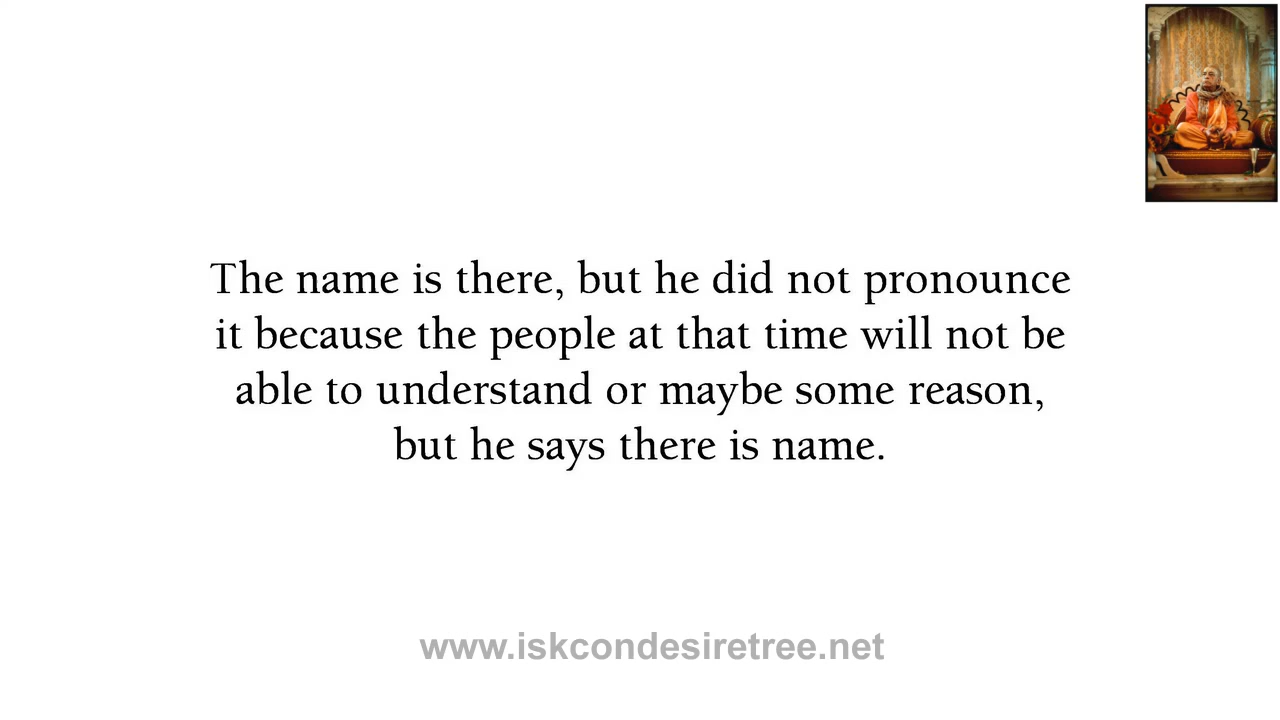 The name is there, but he did not pronounce
it because the people at that time will not be
able to understand or maybe some reason,
but he says there is name.
www.iskcondesiretree.net